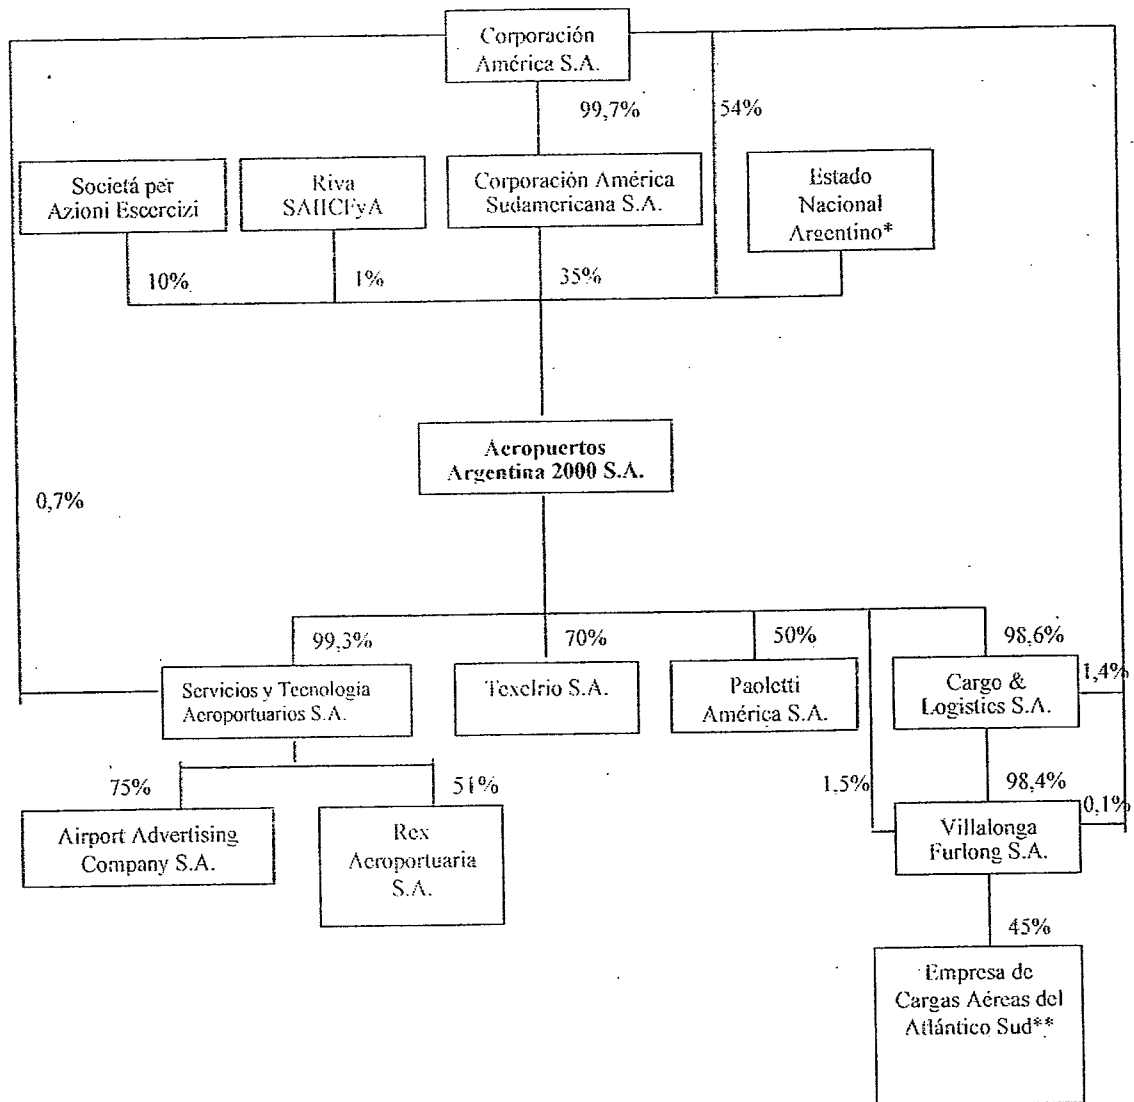 Corporación
América S.A.
99,7%
54%
Societá per
Azioni Esercizi
Riva
SAIICFyA
Corporación América
Sudamericana S.A.
Estado
Nacional
Argentino*
10%
1%
35%
Aeropuertos
Argentina 2000 S.A.
0,7%
99,3%
70%
50%
98,6%
1,4%
Servicios y Tecnología
Aeroportuarios S.A.
Texelrio S.A.
Paoletti
América S.A.
Cargo &
Logistics S.A.
75%
51%
1,5%
98,4%
0,1%
Airport Advertising
Company S.A.
Rex
Aeroportuaria
S.A.
Villalonga
Furlong S.A.
45%
Empresa de
Cargas Aéreas del
Atlántico Sud**